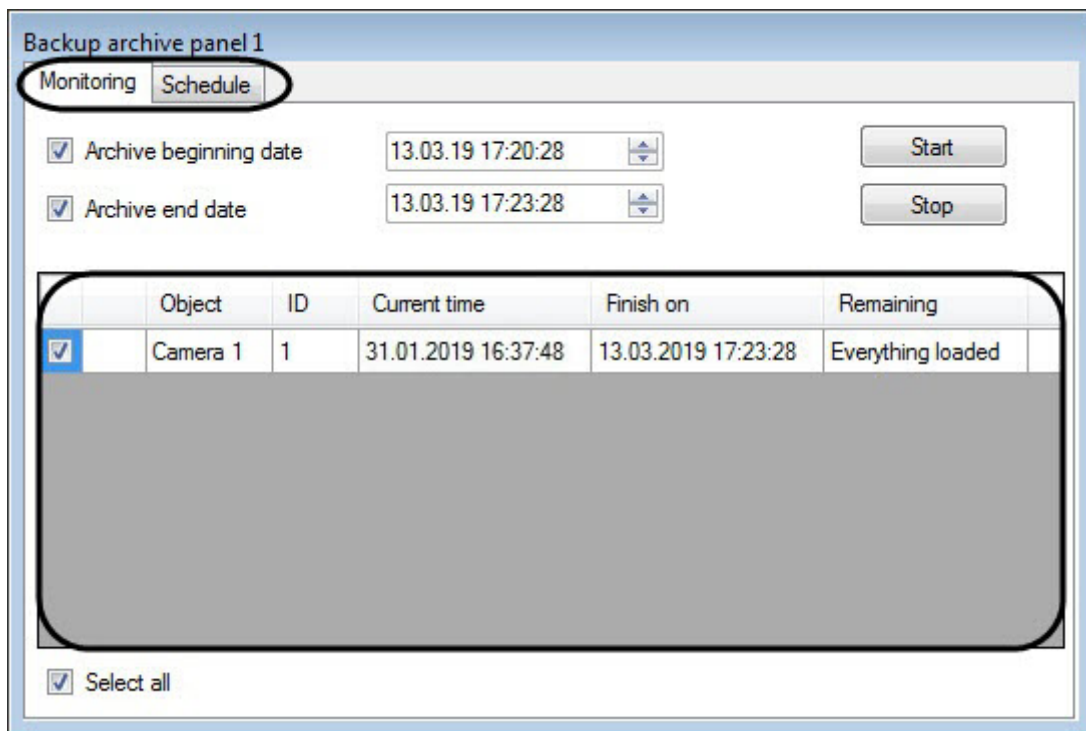 Backup archive panel 1
Monitoring Schedule
Archive beginning date 13.03.19 17:20:28 Start
Archive end date 13.03.19 17:23:28 Stop
Object ID Current time Finish on Remaining
Camera 1 1 31.01.2019 16:37:48 13.03.2019 17:23:28 Everything loaded
Select all